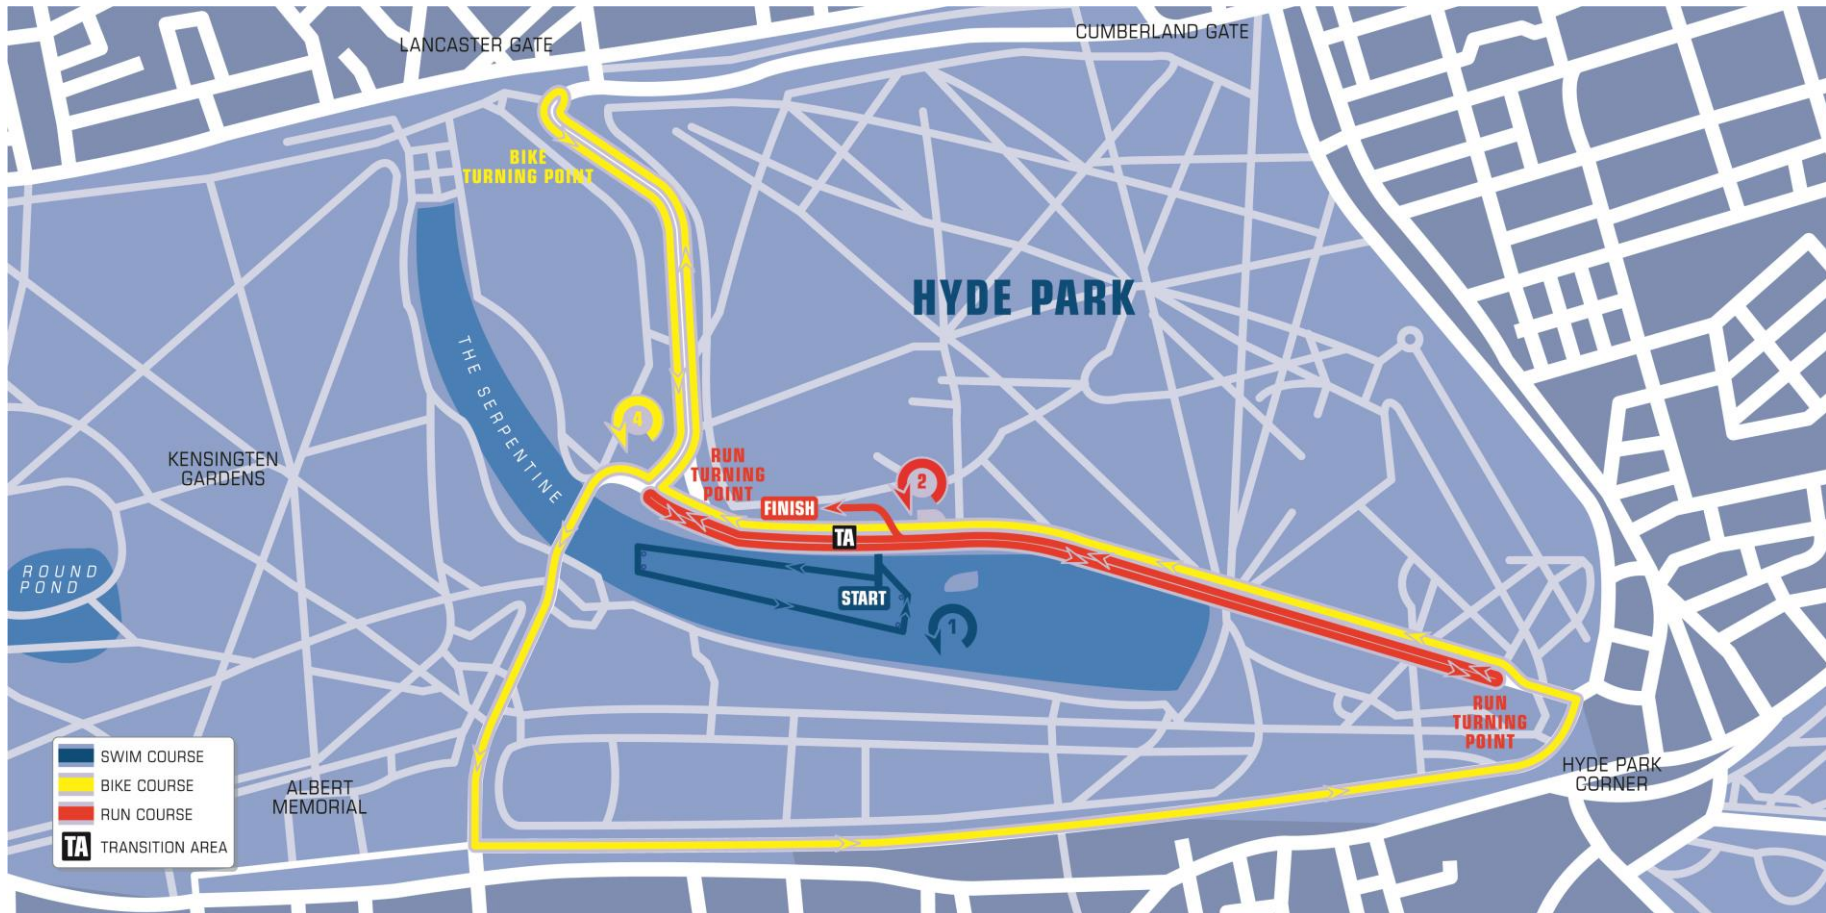 LANCASTER GATE
CUMBERLAND GATE
BIKE
TURNING POINT
HYDE PARK
THE SERPENTINE
4
KENSINGTEN
GARDENS
RUN
TURNING
POINT
2
FINISH
TA
ROUND
POND
START
1
RUN
TURNING
POINT
HYDE PARK
CORNER
ALBERT
MEMORIAL
SWIM COURSE
BIKE COURSE
RUN COURSE
TA TRANSITION AREA